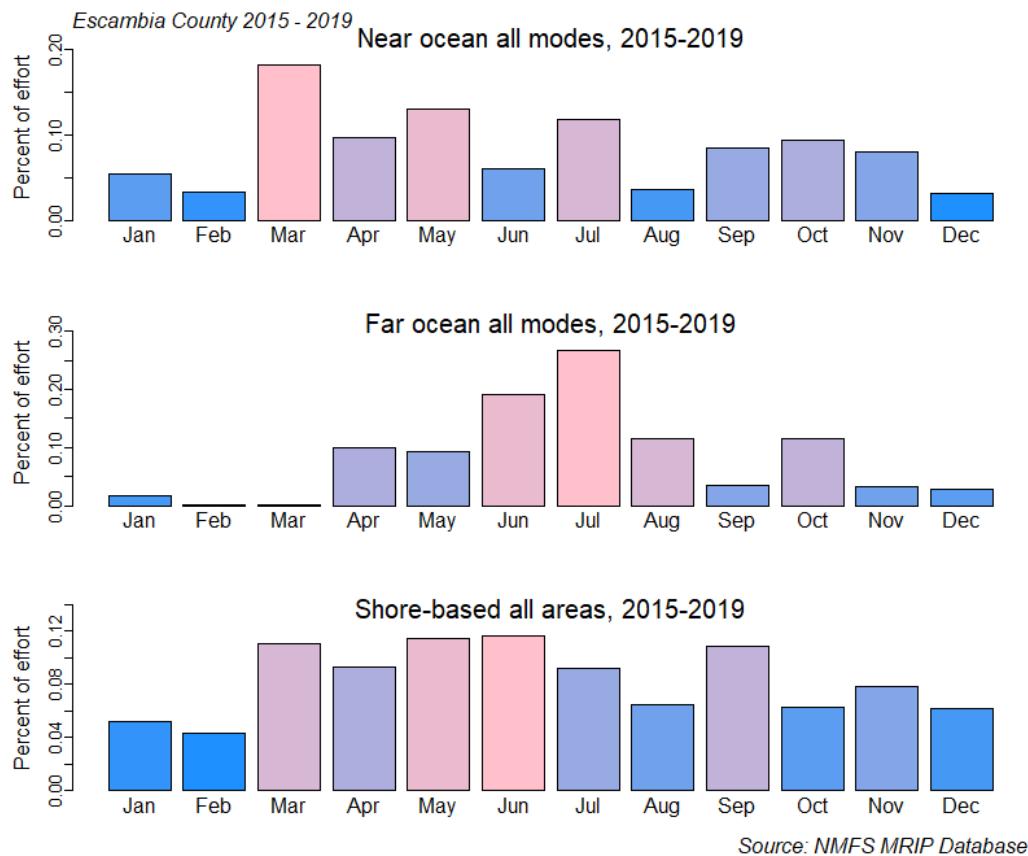 Escambia County 2015 - 2019
Near ocean all modes, 2015-2019
Percent of effort
0.20
0.10
0.00
Jan Feb Mar Apr May Jun Jul Aug Sep Oct Nov Dec
Far ocean all modes, 2015-2019
Percent of effort
0.30
0.20
0.10
0.00
Jan Feb Mar Apr May Jun Jul Aug Sep Oct Nov Dec
Shore-based all areas, 2015-2019
Percent of effort
0.12
0.08
0.04
0.00
Jan Feb Mar Apr May Jun Jul Aug Sep Oct Nov Dec
Source: NMFS MRIP Database